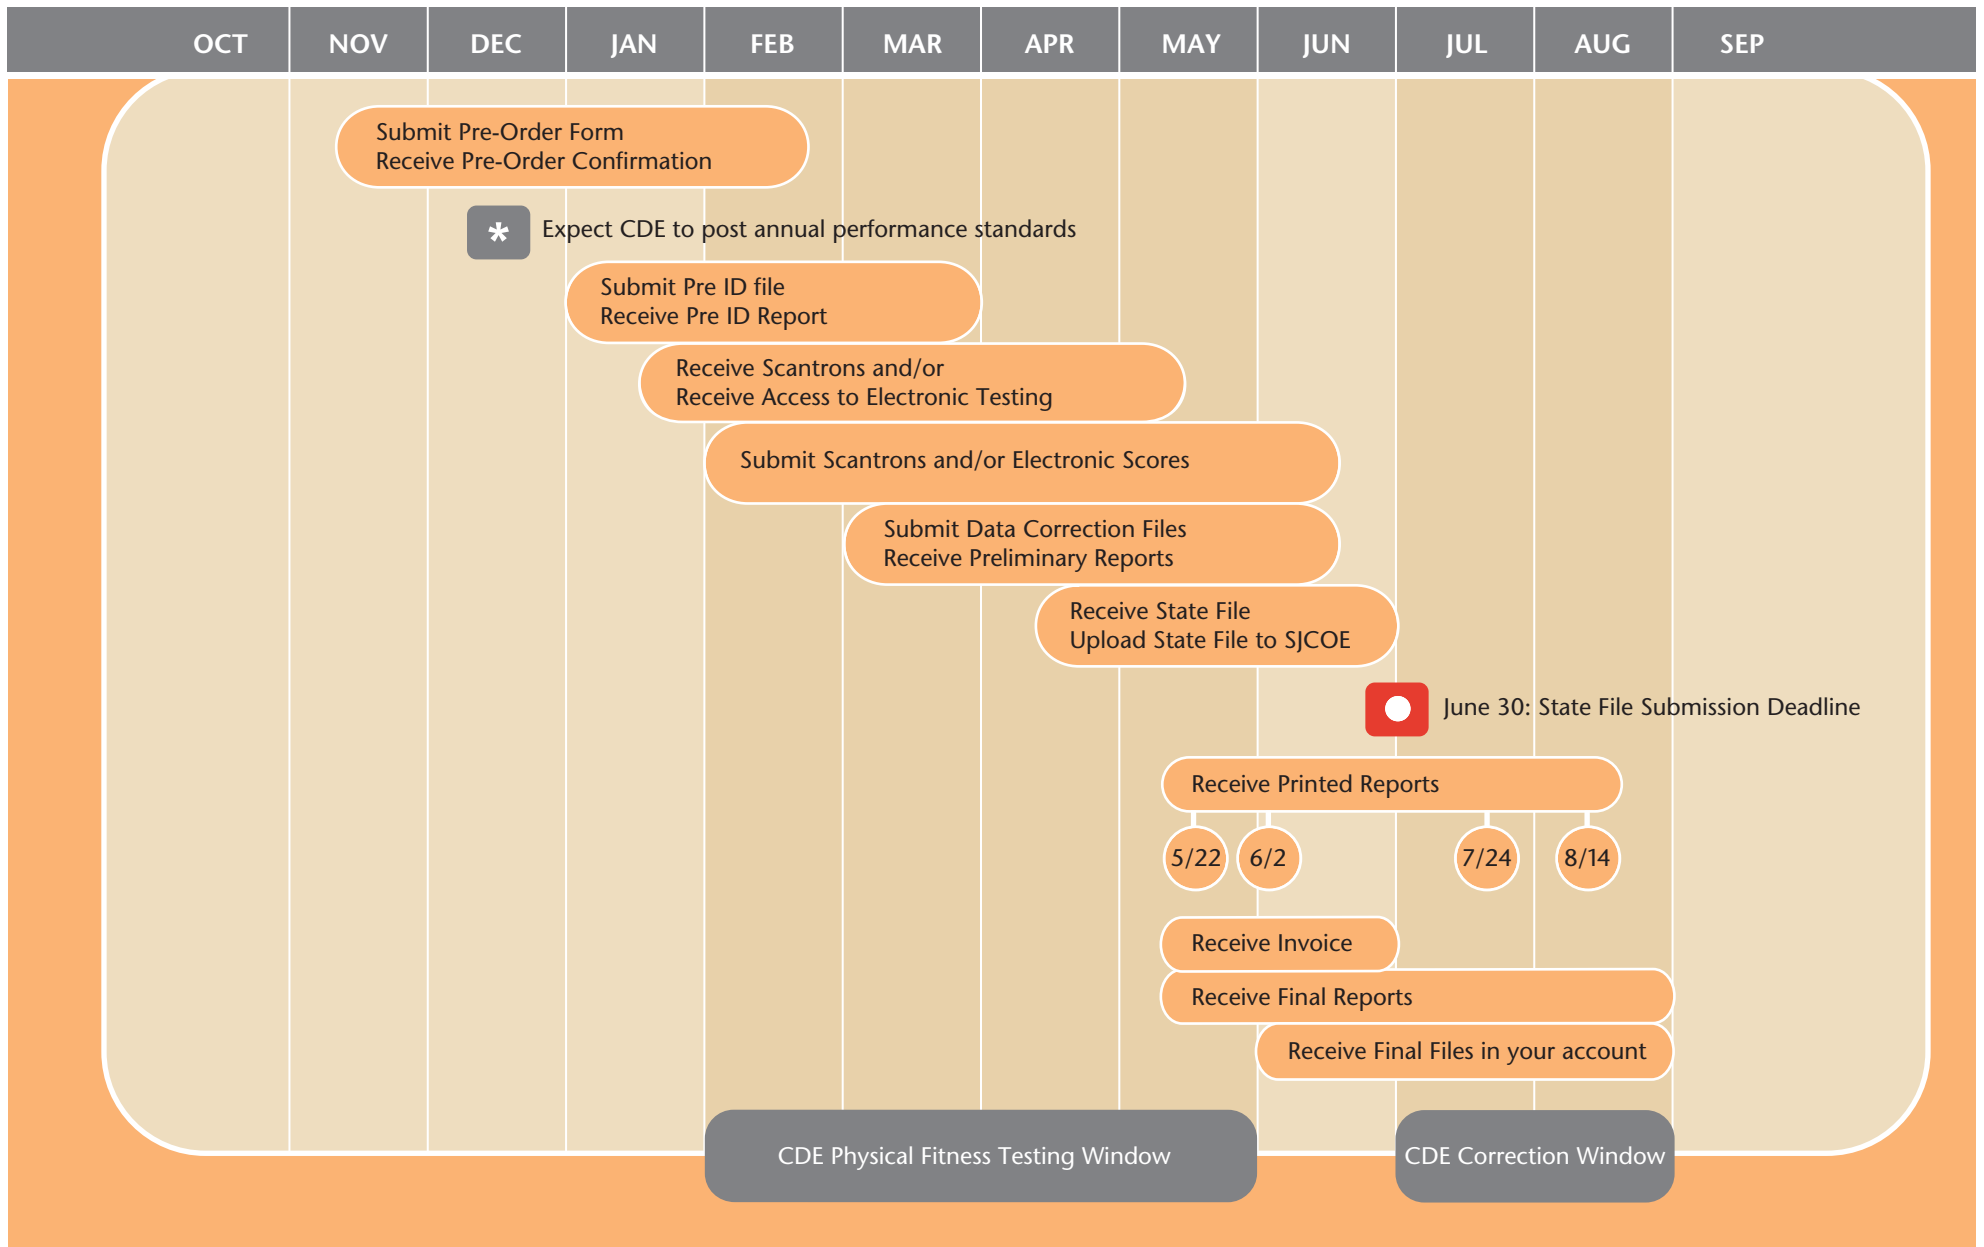 OCT NOV DEC JAN FEB MAR APR MAY JUN JUL AUG SEP
Submit Pre-Order Form
Receive Pre-Order Confirmation
* Expect CDE to post annual performance standards
Submit Pre ID file
Receive Pre ID Report
Receive Scantrons and/or
Receive Access to Electronic Testing
Submit Scantrons and/or Electronic Scores
Submit Data Correction Files
Receive Preliminary Reports
Receive State File
Upload State File to SJCOE
June 30: State File Submission Deadline
Receive Printed Reports
5/22 6/2 7/24 8/14
Receive Invoice
Receive Final Reports
Receive Final Files in your account
CDE Physical Fitness Testing Window CDE Correction Window